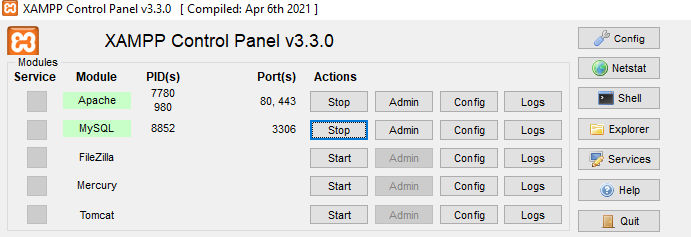 XAMPP Control Panel v3.3.0 [ Compiled: Apr 6th 2021 ]
XAMPP Control Panel v3.3.0
Config
Modules
Service Module PID(s) Port(s) Actions
Netstat
Apache 7780 980 80, 443 Stop Admin Config Logs
Shell
MySQL 8852 3306 Stop Admin Config Logs
Explorer
FileZilla Start Admin Config Logs
Services
Mercury Start Admin Config Logs
Help
Tomcat Start Admin Config Logs
Quit